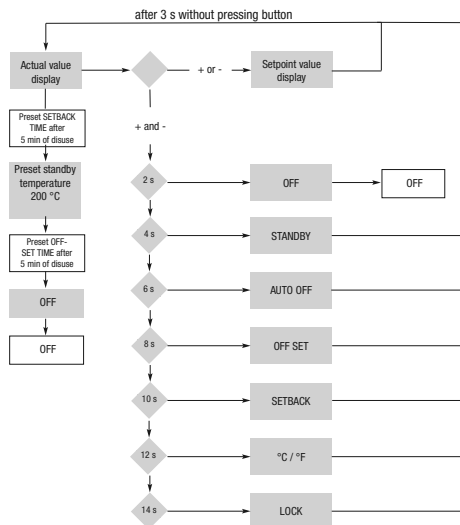 after 3 s without pressing button
Actual value
display
+ or -
Setpoint value
display
Preset SETBACK
TIME after
5 min of disuse
+ and -
Preset standby
temperature
200 °C
2 s
OFF
OFF
4 s
STANDBY
Preset OFF-
SET TIME after
5 min of disuse
6 s
AUTO OFF
OFF
8 s
OFF SET
OFF
10 s
SETBACK
12 s
°C / °F
14 s
LOCK